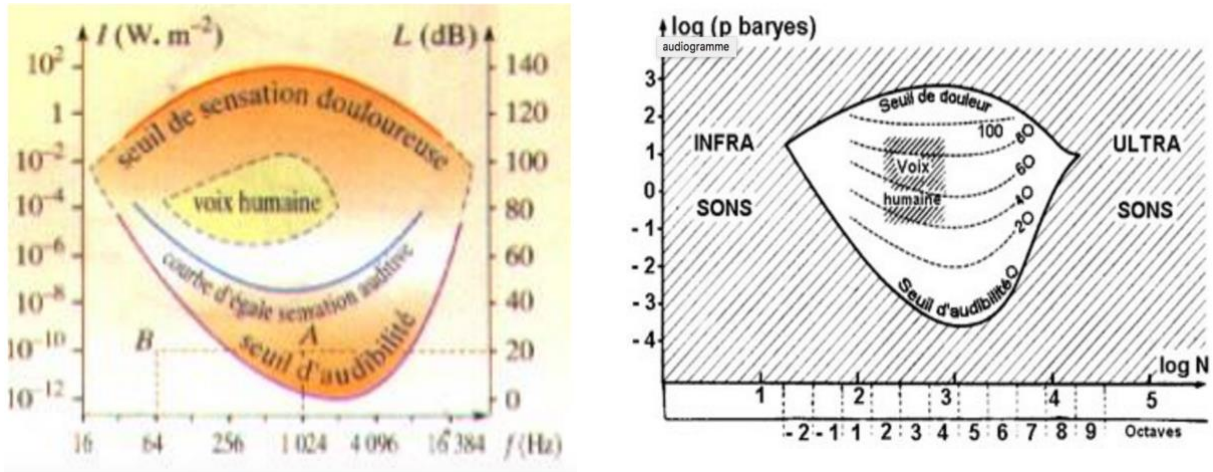 I (W. m⁻²)
L (dB)
10²
1
10⁻²
10⁻⁴
10⁻⁶
10⁻⁸
10⁻¹⁰
10⁻¹²
140
120
100
80
60
40
20
0
seuil de sensation douloureuse
voix humaine
courbe d'égale sensation auditive
A
B
seuil d'audibilité
16
64
256
1 024
4 096
16 384
f (Hz)
log (p baryes)
audiogramme
3
2
1
0
- 1
- 2
- 3
- 4
Seuil de douleur
100
80
60
40
20
0
INFRA
SONS
Voix
humaine
ULTRA
SONS
Seuil d'audibilité
log N
1
2
3
4
5
- 2
- 1
1
2
3
4
5
6
7
8
9
Octaves